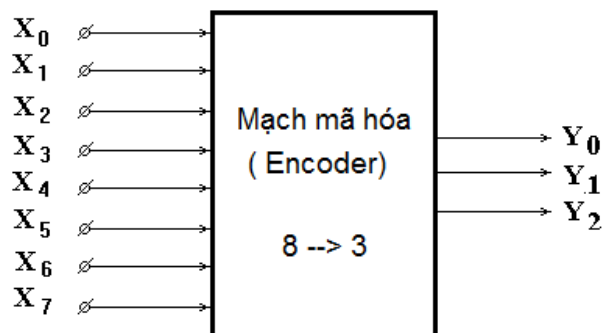 X0
X1
X2
X3
X4
X5
X6
X7
Mạch mã hóa
( Encoder)
8 --> 3
Y0
Y1
Y2